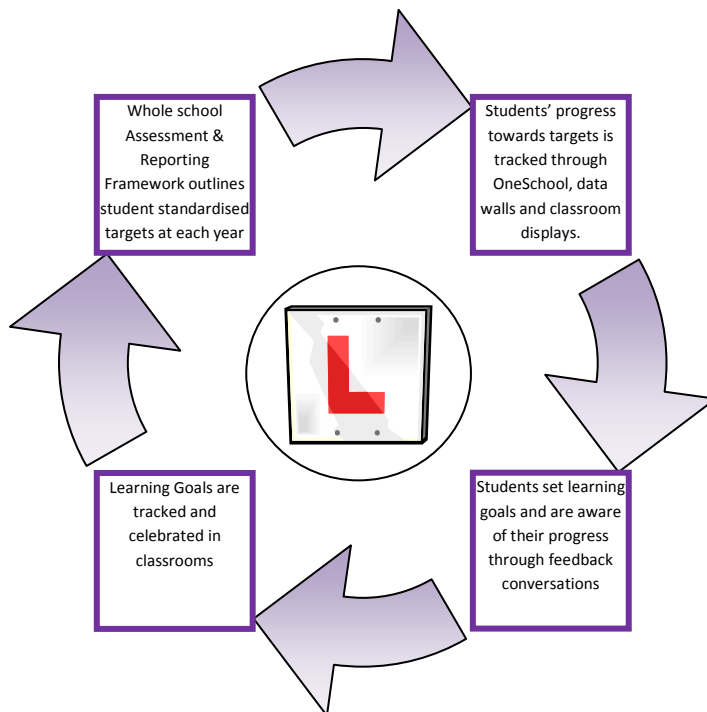 Whole school
Assessment &
Reporting
Framework outlines
student standardised
targets at each year
Students’ progress
towards targets is
tracked through
OneSchool, data
walls and classroom
displays.
L
Learning Goals are
tracked and
celebrated in
classrooms
Students set learning
goals and are aware
of their progress
through feedback
conversations